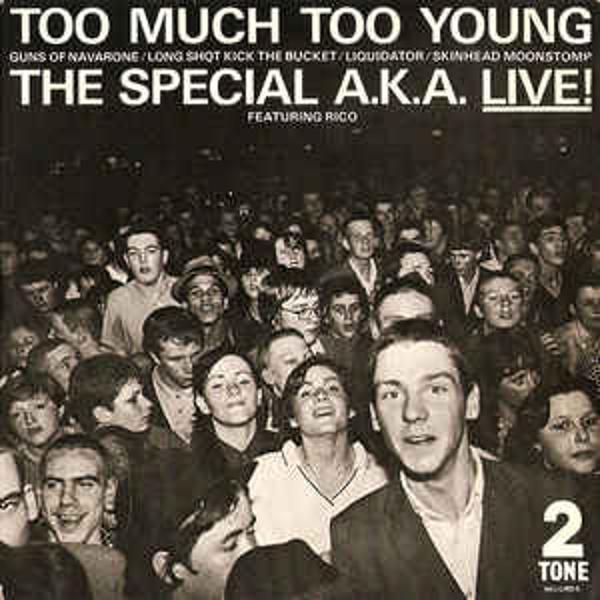 TOO MUCH TOO YOUNG
GUNS OF NAVARONE / LONG SHOT KICK THE BUCKET / LIQUIDATOR / SKINHEAD MOONSTOMP
THE SPECIAL A.K.A. LIVE!
FEATURING RICO
2
TONE
RECORDS